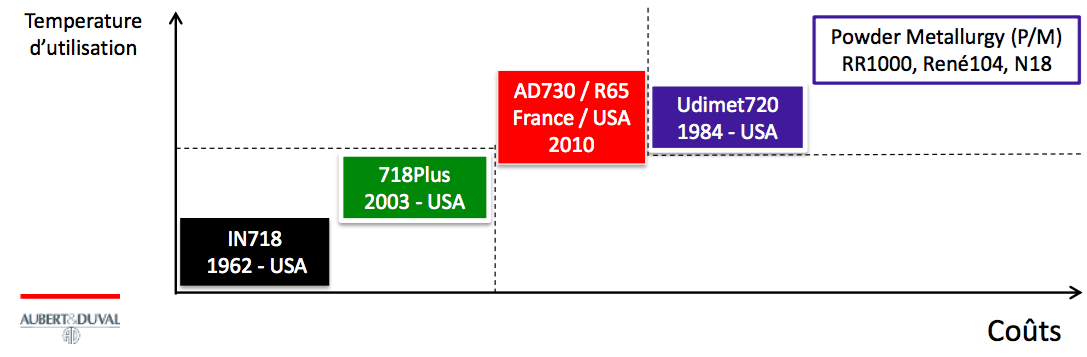 Temperature
d’utilisation
Powder Metallurgy (P/M)
RR1000, René104, N18
AD730 / R65
France / USA
2010
Udimet720
1984 - USA
718Plus
2003 - USA
IN718
1962 - USA
AUBERT&DUVAL
Coûts